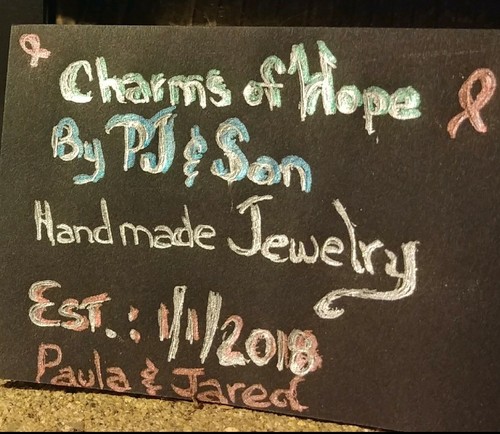 Charms of Hope
By PJ & Son
Handmade Jewelry
Est.: 1/1/2018
Paula & Jared